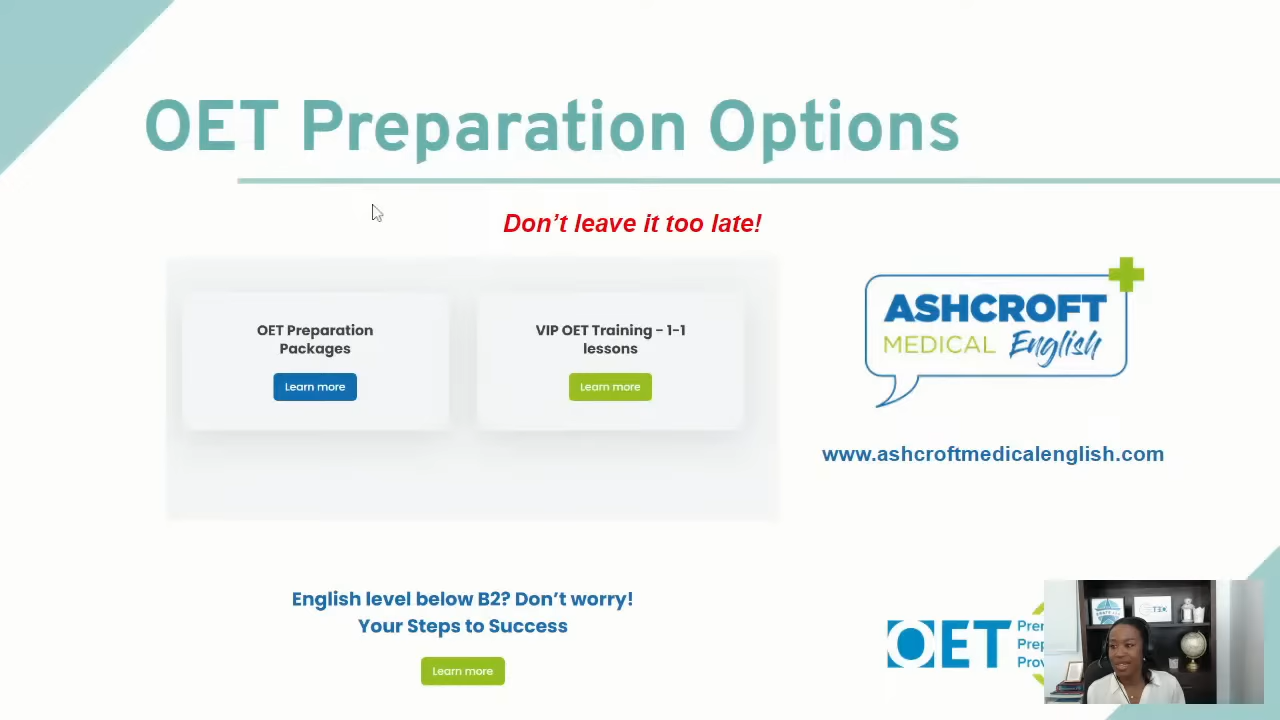 OET Preparation Options
Don't leave it too late!
OET Preparation
Packages
Learn more
VIP OET Training - 1-1
lessons
Learn more
ASHCROFT
MEDICAL English
www.ashcroftmedicalenglish.com
English level below B2? Don't worry!
Your Steps to Success
Learn more
OET